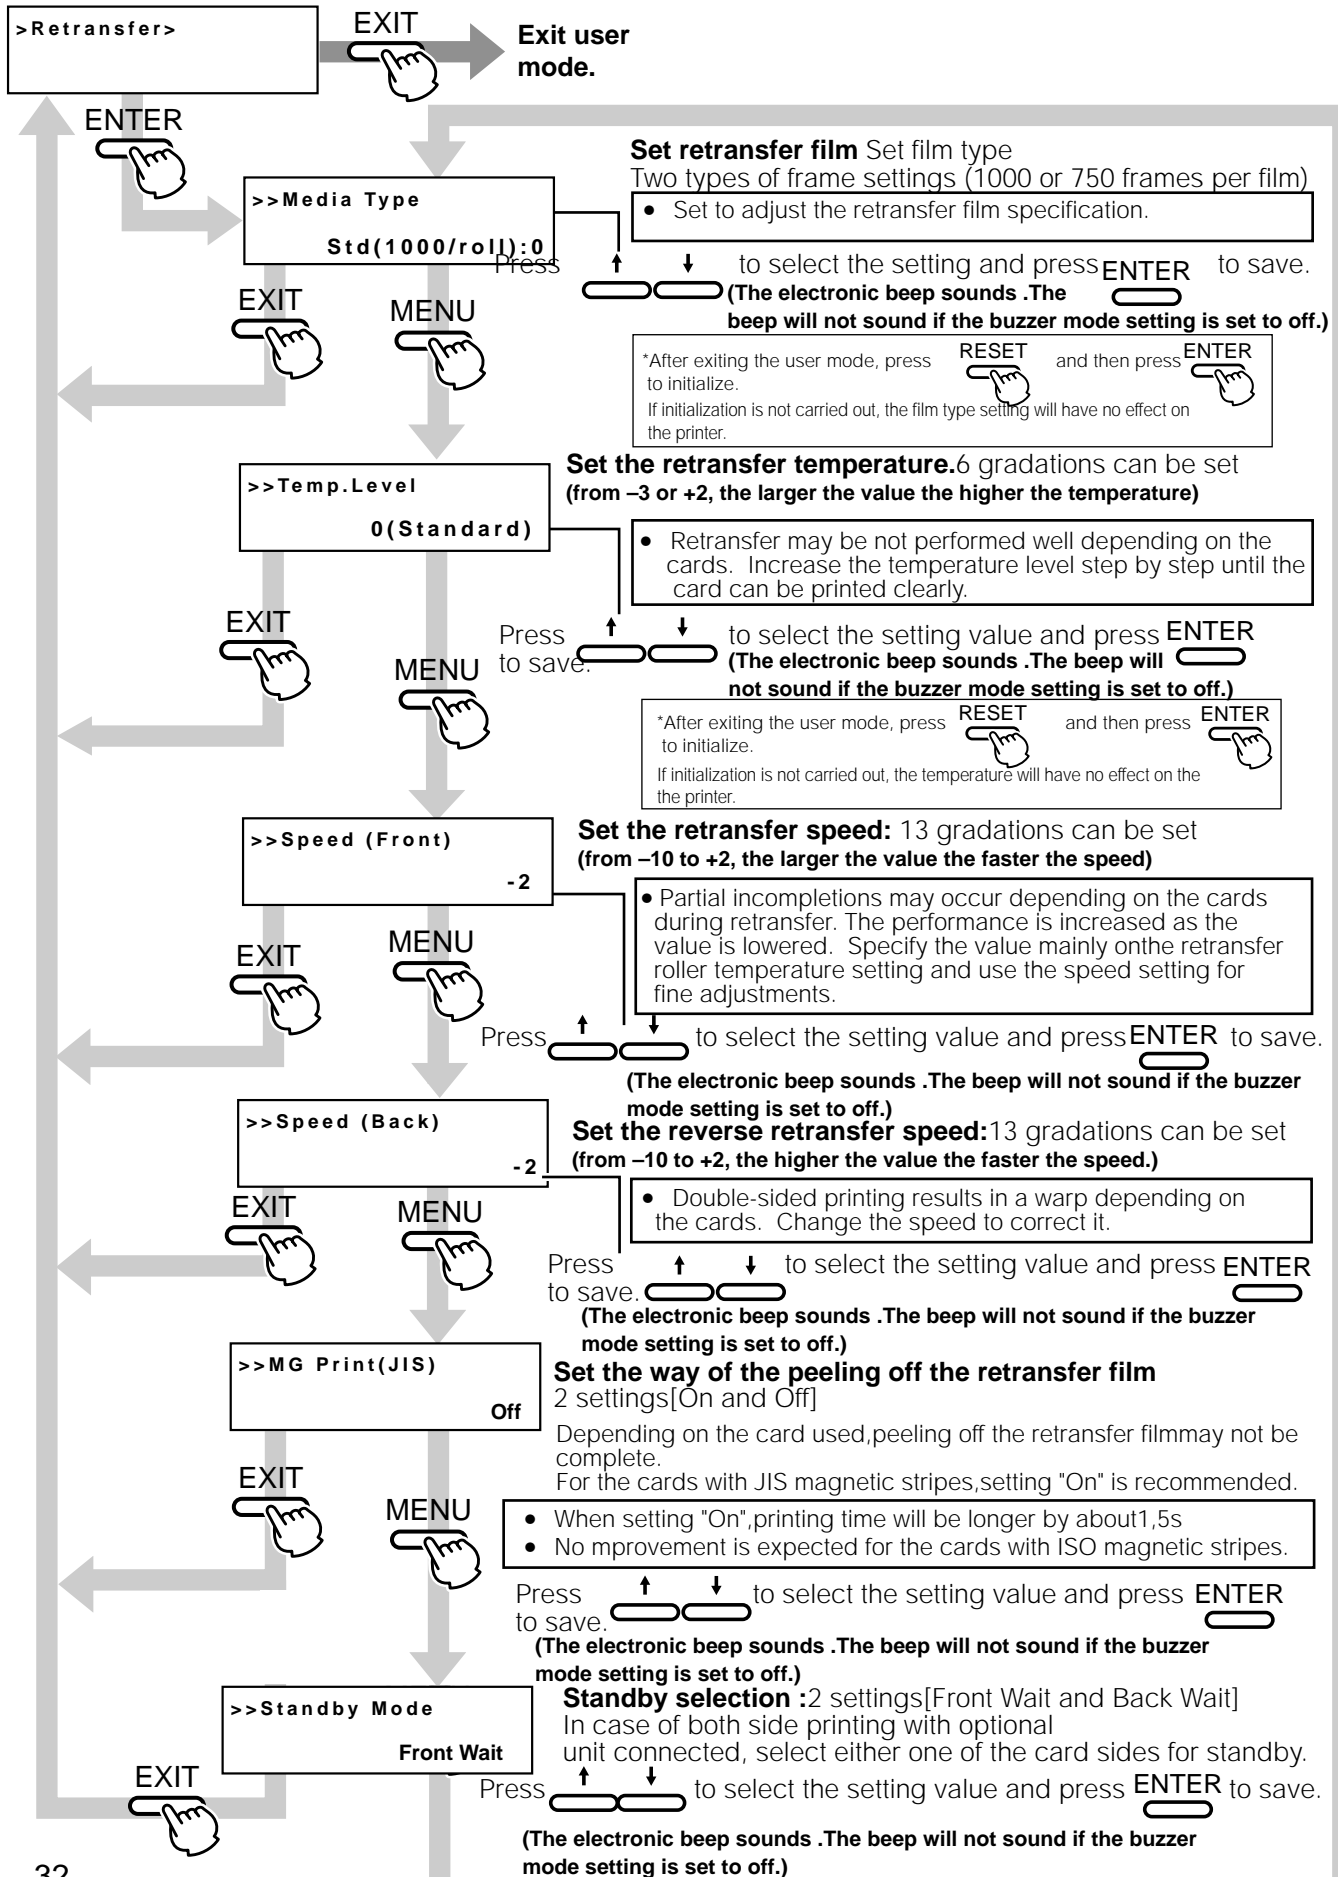 >Retransfer>
EXIT
Exit user
mode.
ENTER
Set retransfer film Set film type
Two types of frame settings (1000 or 750 frames per film)
>>Media Type
Std(1000/roll):0
● Set to adjust the retransfer film specification.
Press ↑ ↓ to select the setting and press ENTER to save.
(The electronic beep sounds .The
beep will not sound if the buzzer mode setting is set to off.)
EXIT
MENU
*After exiting the user mode, press RESET and then press ENTER
to initialize.
If initialization is not carried out, the film type setting will have no effect on
the printer.
Set the retransfer temperature.6 gradations can be set
(from –3 or +2, the larger the value the higher the temperature)
>>Temp.Level
0(Standard)
● Retransfer may be not performed well depending on the
cards. Increase the temperature level step by step until the
card can be printed clearly.
EXIT
MENU
Press ↑ ↓ to select the setting value and press ENTER
to save.
(The electronic beep sounds .The beep will
not sound if the buzzer mode setting is set to off.)
*After exiting the user mode, press RESET and then press ENTER
to initialize.
If initialization is not carried out, the temperature will have no effect on the
the printer.
>>Speed (Front)
-2
Set the retransfer speed: 13 gradations can be set
(from –10 to +2, the larger the value the faster the speed)
● Partial incompletions may occur depending on the cards
during retransfer. The performance is increased as the
value is lowered. Specify the value mainly onthe retransfer
roller temperature setting and use the speed setting for
fine adjustments.
EXIT
MENU
Press ↑ ↓ to select the setting value and press ENTER to save.
(The electronic beep sounds .The beep will not sound if the buzzer
mode setting is set to off.)
>>Speed (Back)
-2
Set the reverse retransfer speed:13 gradations can be set
(from –10 to +2, the higher the value the faster the speed.)
● Double-sided printing results in a warp depending on
the cards. Change the speed to correct it.
EXIT
MENU
Press ↑ ↓ to select the setting value and press ENTER
to save.
(The electronic beep sounds .The beep will not sound if the buzzer
mode setting is set to off.)
>>MG Print(JIS)
Off
Set the way of the peeling off the retransfer film
2 settings[On and Off]
Depending on the card used,peeling off the retransfer filmmay not be
complete.
For the cards with JIS magnetic stripes,setting "On" is recommended.
EXIT
MENU
● When setting "On",printing time will be longer by about1,5s
● No mprovement is expected for the cards with ISO magnetic stripes.
Press ↑ ↓ to select the setting value and press ENTER
to save.
(The electronic beep sounds .The beep will not sound if the buzzer
mode setting is set to off.)
>>Standby Mode
Front Wait
Standby selection :2 settings[Front Wait and Back Wait]
In case of both side printing with optional
unit connected, select either one of the card sides for standby.
EXIT
Press ↑ ↓ to select the setting value and press ENTER to save.
(The electronic beep sounds .The beep will not sound if the buzzer
mode setting is set to off.)
32